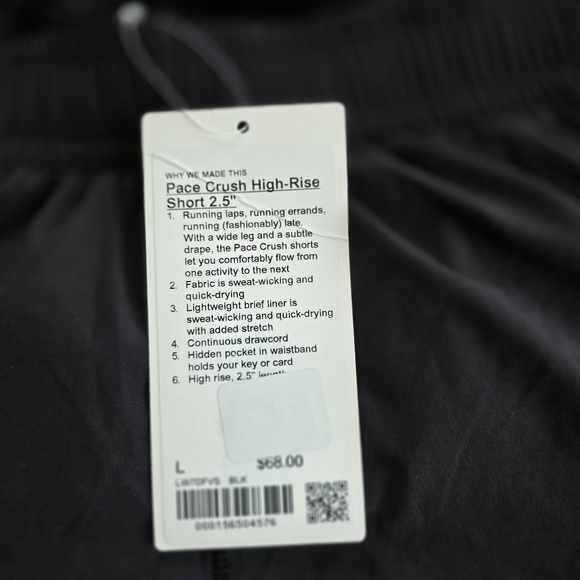 WHY WE MADE THIS
Pace Crush High-Rise
Short 2.5"
1. Running laps, running errands,
running (fashionably) late.
With a wide leg and a subtle
drape, the Pace Crush shorts
let you comfortably flow from
one activity to the next
2. Fabric is sweat-wicking and
quick-drying
3. Lightweight brief liner is
sweat-wicking and quick-drying
with added stretch
4. Continuous drawcord
5. Hidden pocket in waistband
holds your key or card
6. High rise, 2.5" length
L $68.00
BLK
000156504576